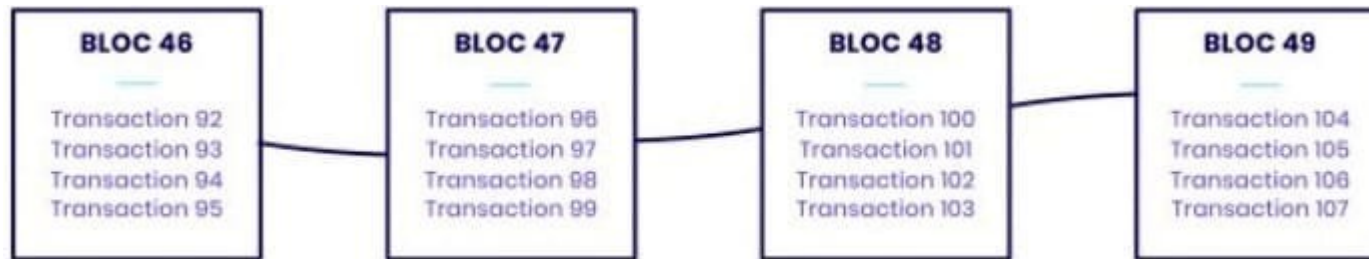 BLOC 46
Transaction 92
Transaction 93
Transaction 94
Transaction 95
BLOC 47
Transaction 96
Transaction 97
Transaction 98
Transaction 99
BLOC 48
Transaction 100
Transaction 101
Transaction 102
Transaction 103
BLOC 49
Transaction 104
Transaction 105
Transaction 106
Transaction 107